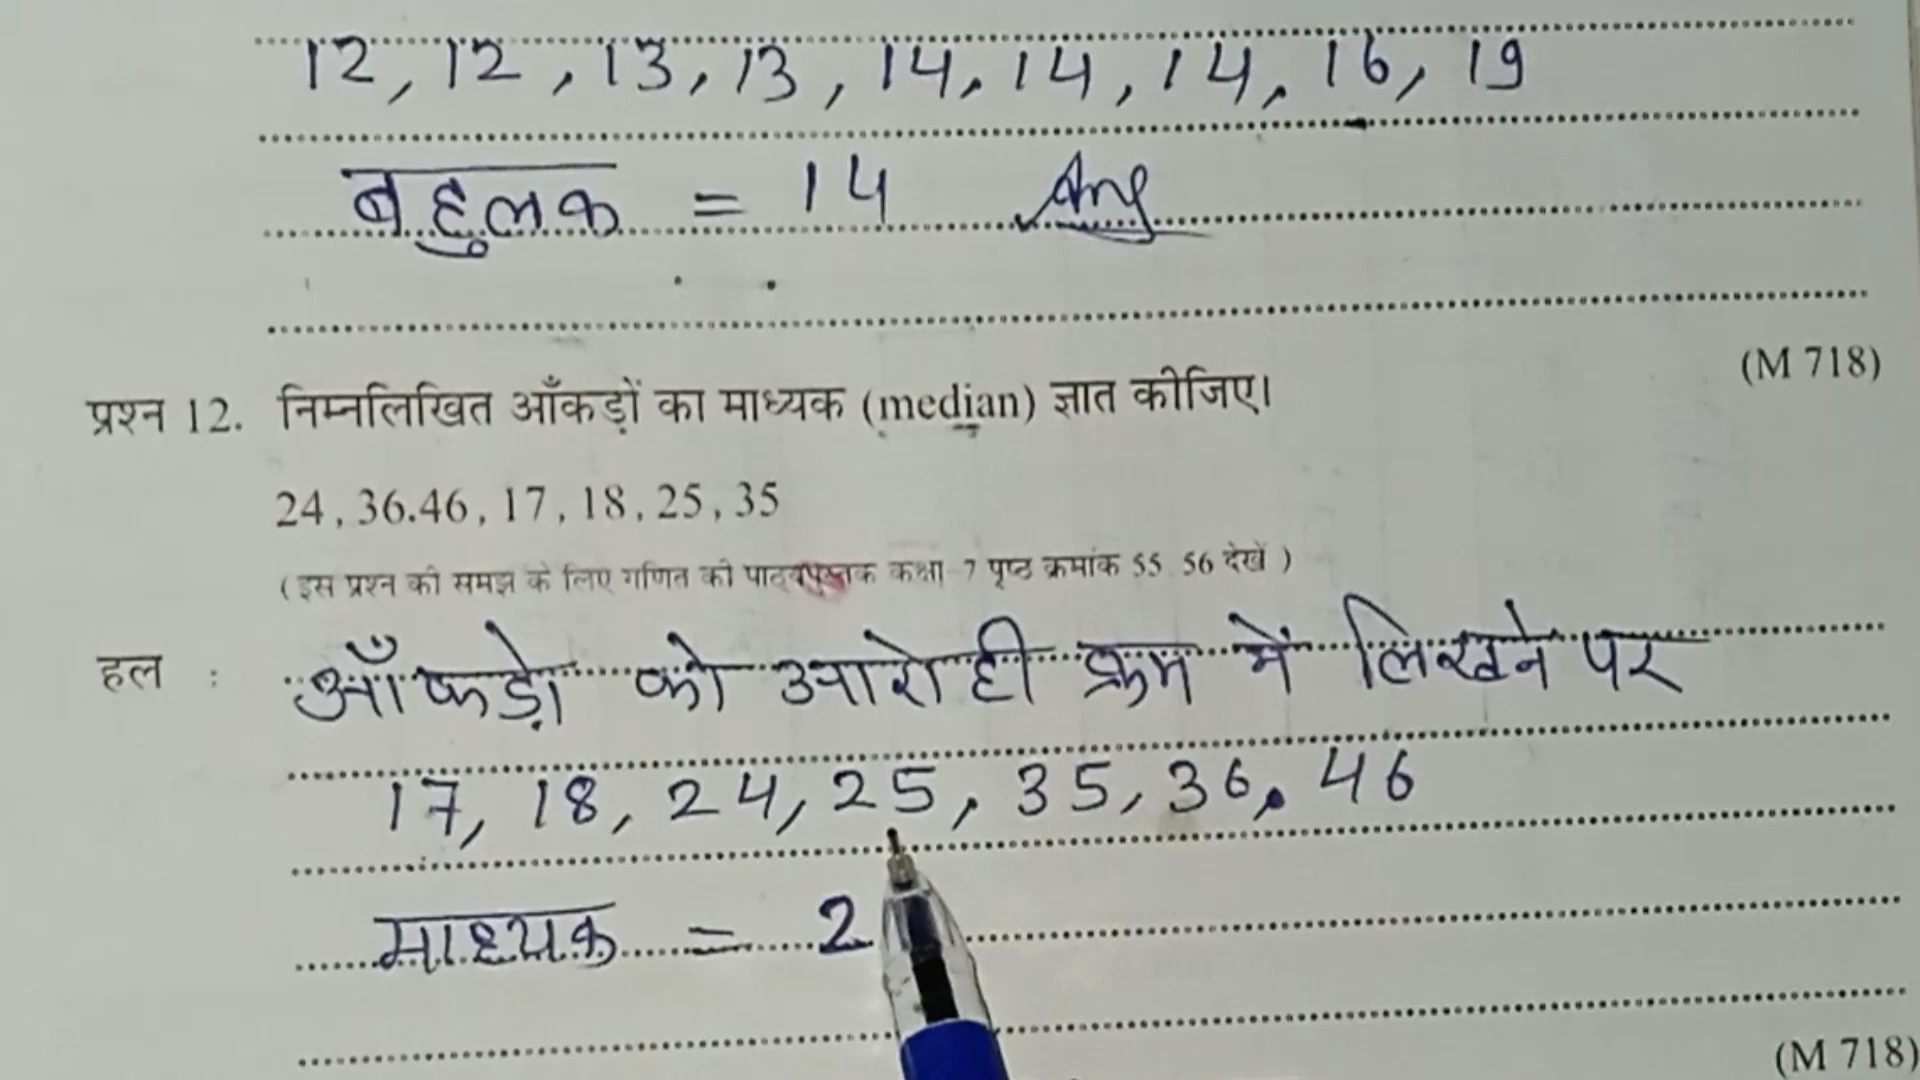 12, 12, 13, 13, 14, 14, 14, 16, 19
बहुलक = 14 Ans
(M 718)
प्रश्न 12. निम्नलिखित आँकड़ों का माध्यक (median) ज्ञात कीजिए।
24, 36.46, 17, 18, 25, 35
(इस प्रश्न की समझ के लिए गणित की पाठ्यपुस्तक कक्षा-7 पृष्ठ क्रमांक 55, 56 देखें)
हल : आँकड़ो को आरोही क्रम में लिखने पर
17, 18, 24, 25, 35, 36, 46
माध्यक = 2
(M 718)